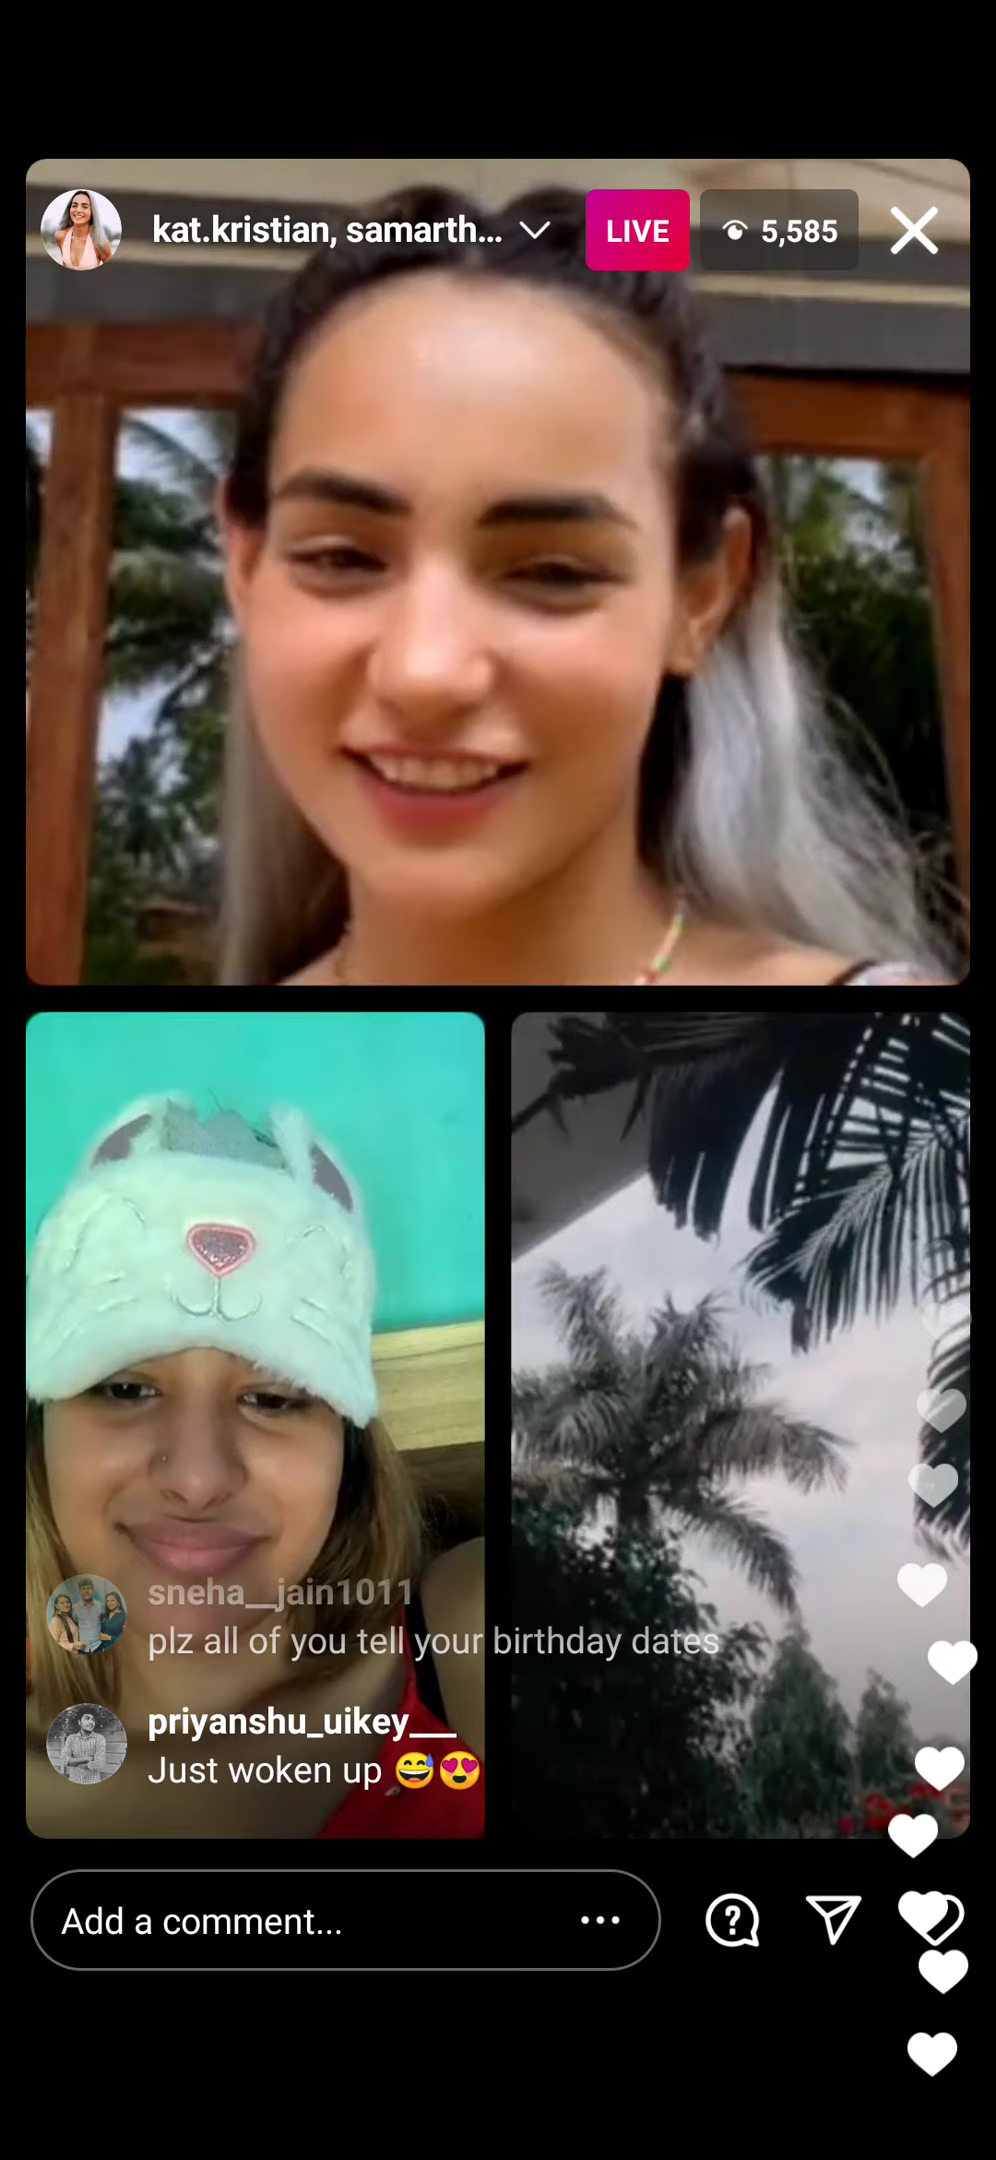 kat.kristian, samarth... LIVE 5,585
sneha__jain1011
plz all of you tell your birthday dates
priyanshu_uikey___
Just woken up 😅😍
Add a comment...